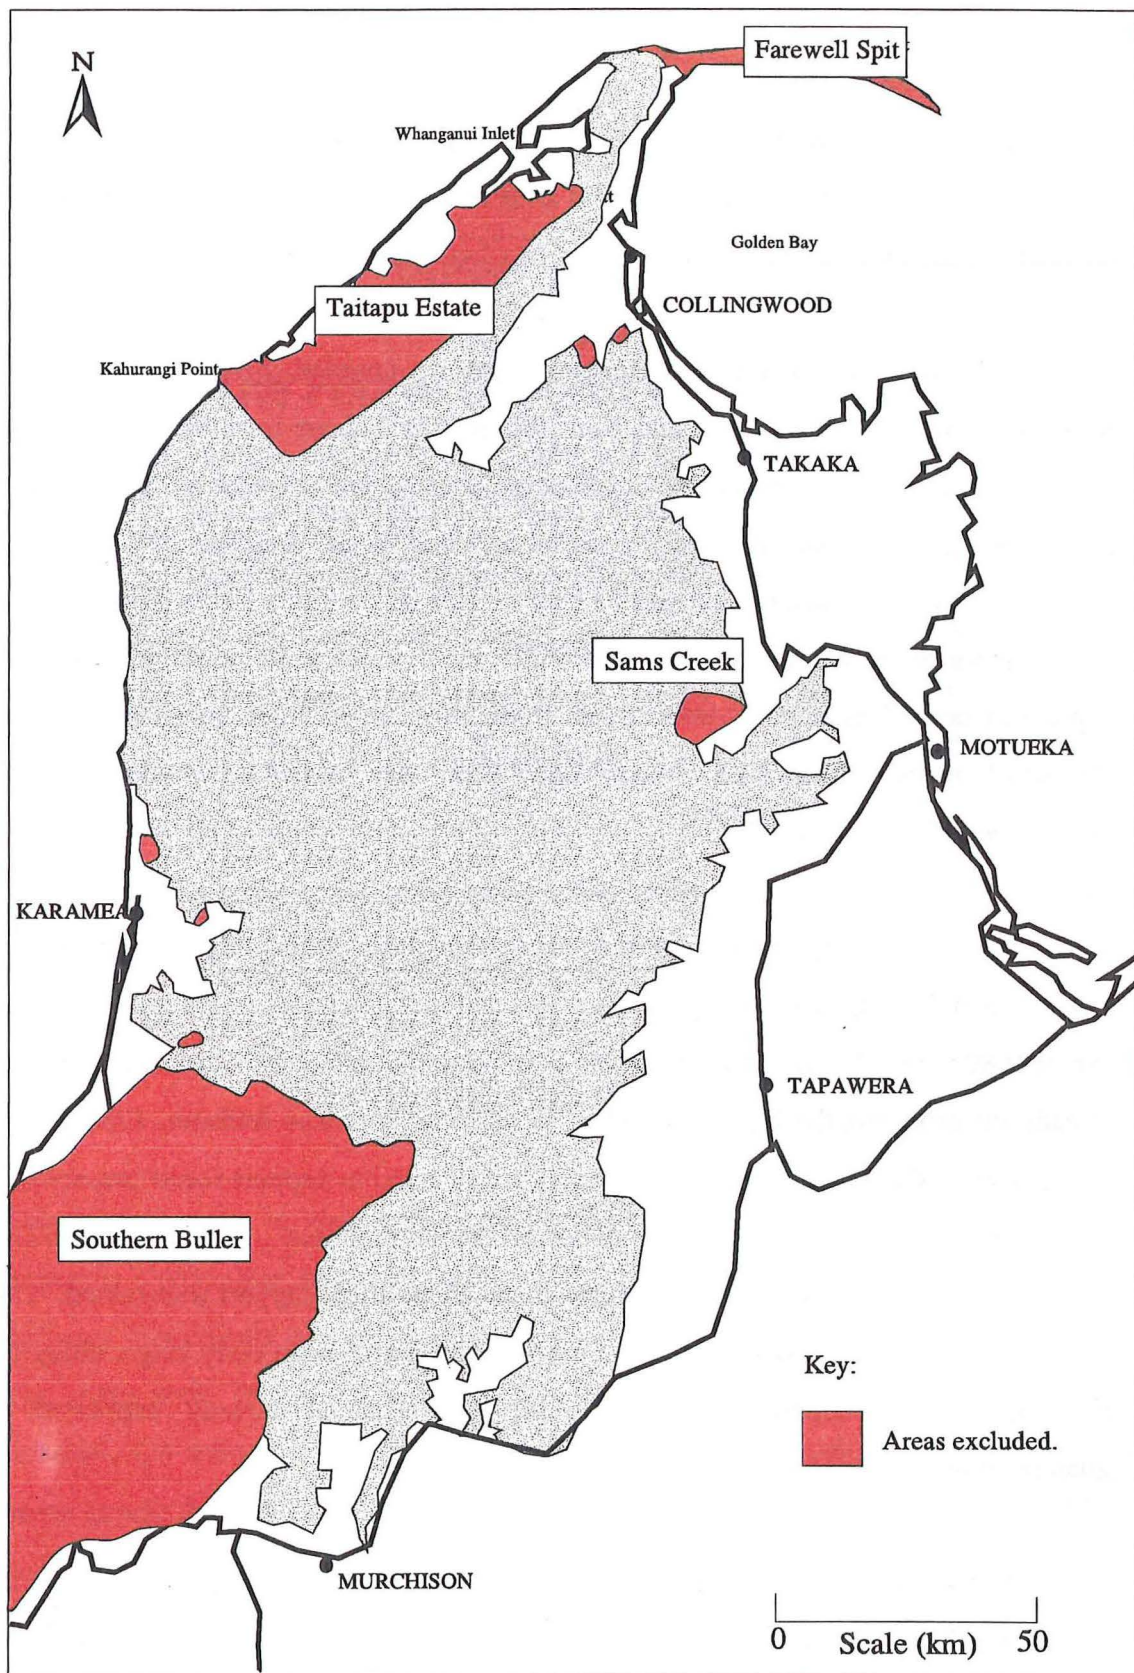 Farewell Spit
N
Whanganui Inlet
Golden Bay
COLLINGWOOD
Taitapu Estate
Kahurangi Point
TAKAKA
Sams Creek
MOTUEKA
KARAMEA
TAPAWERA
Southern Buller
Key:
Areas excluded.
MURCHISON
0 50
Scale (km)